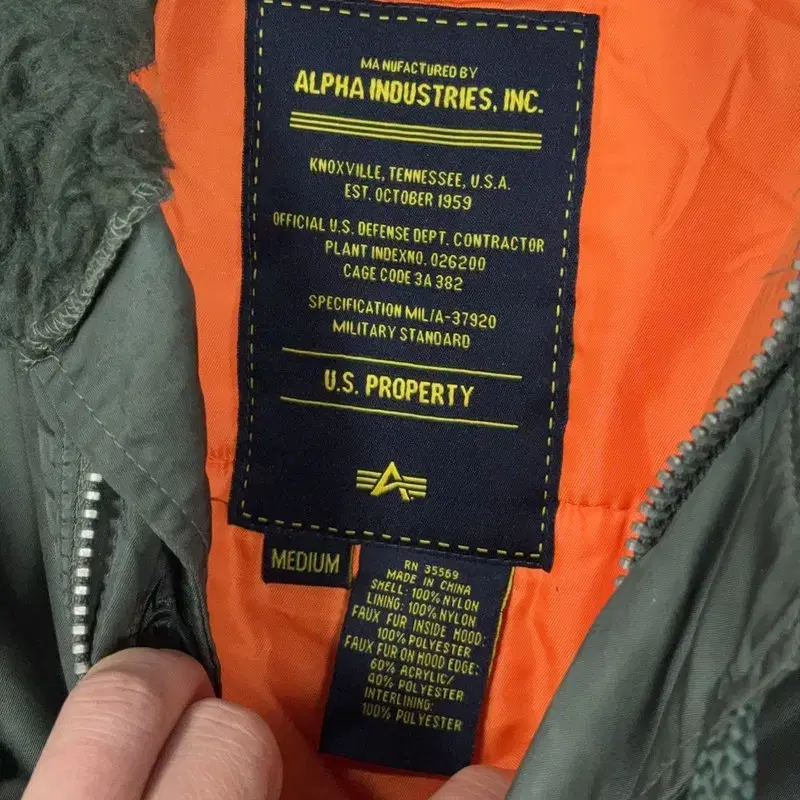 MANUFACTURED BY
ALPHA INDUSTRIES, INC.
KNOXVILLE, TENNESSEE, U.S.A.
EST. OCTOBER 1959
OFFICIAL U.S. DEFENSE DEPT. CONTRACTOR
PLANT INDEXNO. 026200
CAGE CODE 3A 382
SPECIFICATION MIL/A-37920
MILITARY STANDARD
U.S. PROPERTY
MEDIUM
RN 35569
MADE IN CHINA
SHELL: 100% NYLON
LINING: 100% NYLON
FAUX FUR INSIDE HOOD:
100% POLYESTER
FAUX FUR ON HOOD EDGE:
60% ACRYLIC/
40% POLYESTER
INTERLINING:
100% POLYESTER